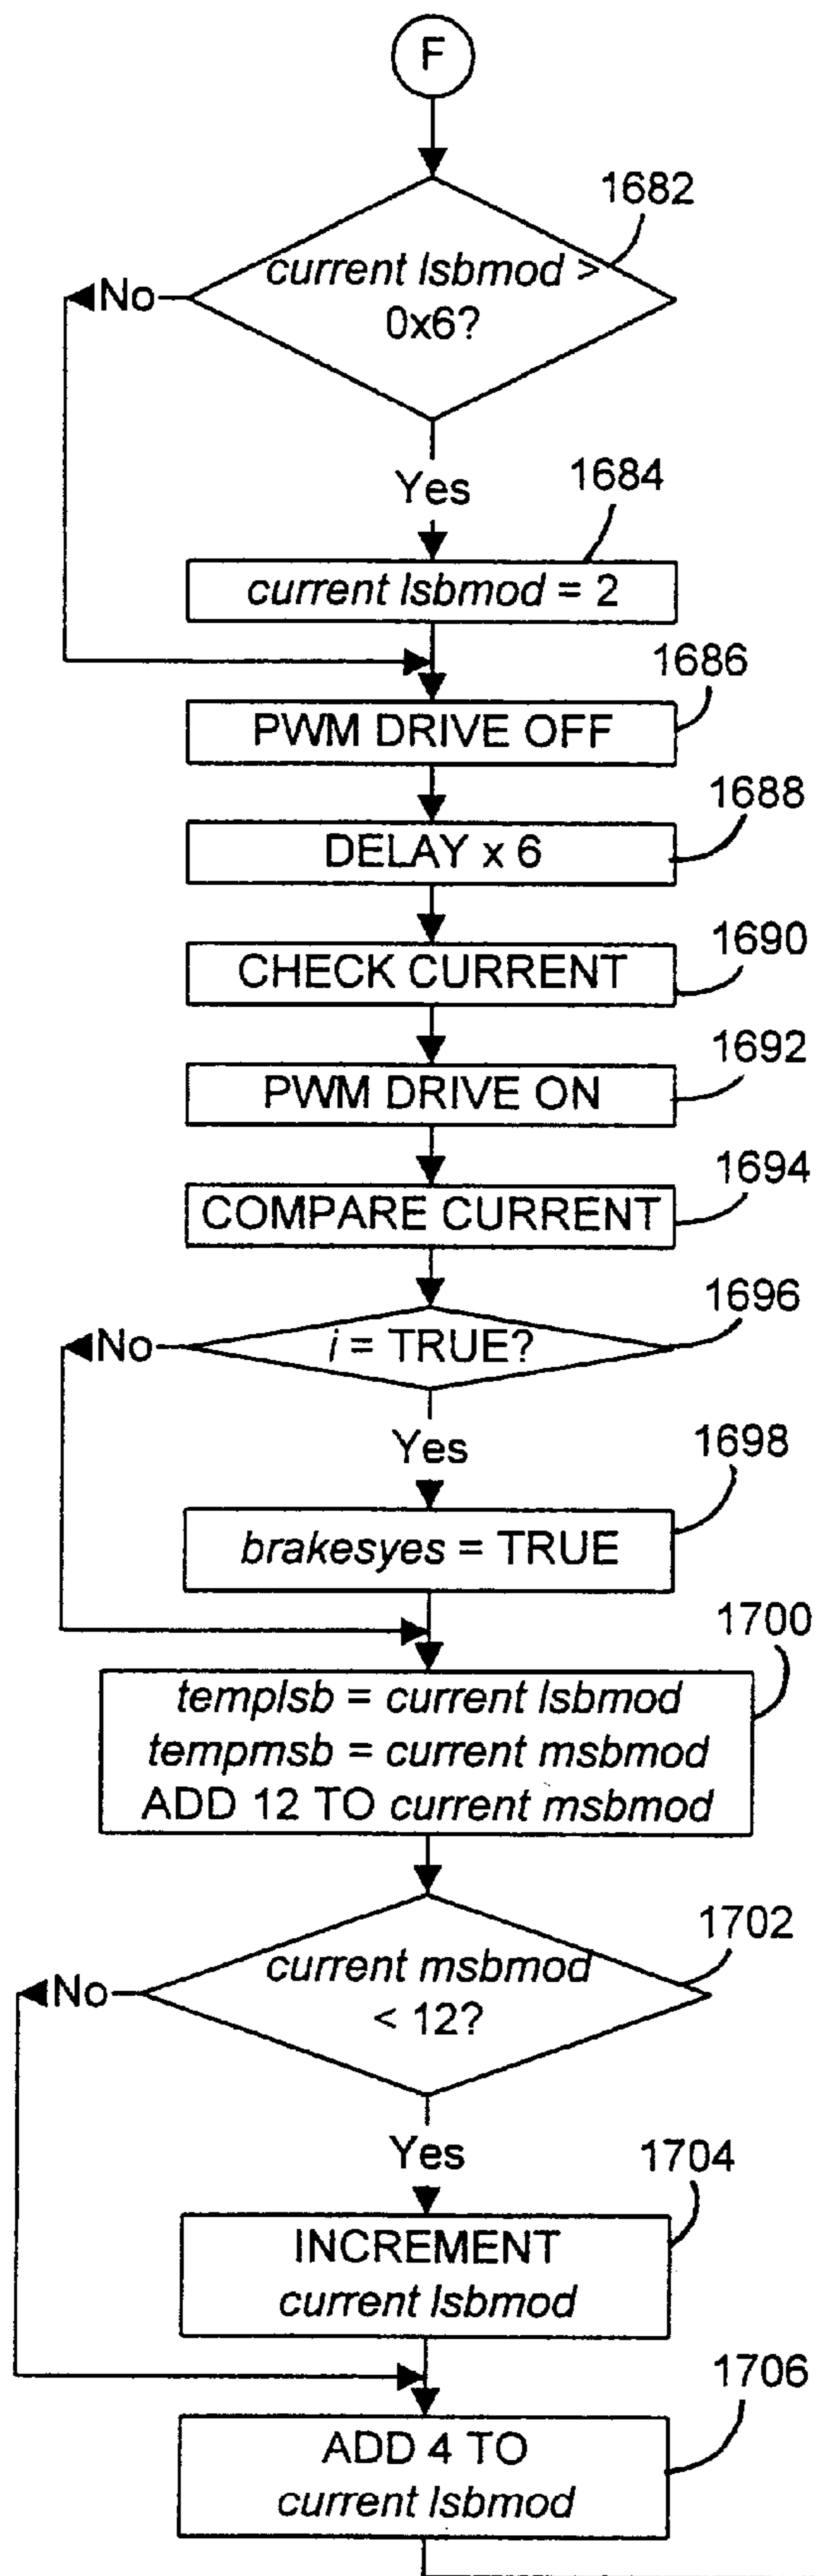 F
1682
current lsbmod >
0x6?
No
Yes
1684
current lsbmod = 2
1686
PWM DRIVE OFF
1688
DELAY x 6
1690
CHECK CURRENT
1692
PWM DRIVE ON
1694
COMPARE CURRENT
1696
i = TRUE?
No
Yes
1698
brakesyes = TRUE
1700
templsb = current lsbmod
tempmsb = current msbmod
ADD 12 TO current msbmod
1702
current msbmod
< 12?
No
Yes
1704
INCREMENT
current lsbmod
1706
ADD 4 TO
current lsbmod